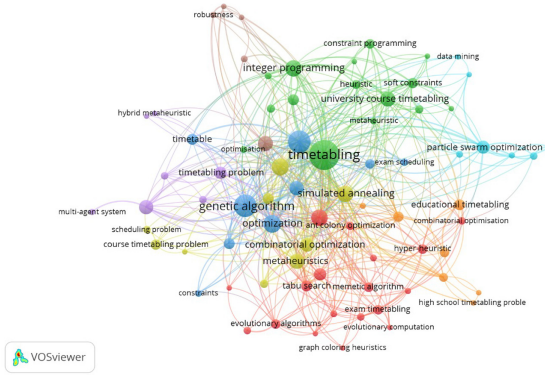 robustness
constraint programming
data mining
integer programming
heuristic
soft constraints
university course timetabling
hybrid metaheuristic
metaheuristic
timetable
optimisation
timetabling
particle swarm optimization
exam scheduling
timetabling problem
simulated annealing
multi-agent system
genetic algorithm
educational timetabling
optimization
ant colony optimization
combinatorial optimisation
scheduling problem
course timetabling problem
combinatorial optimization
hyper heuristic
metaheuristics
constraints
tabu search
memetic algorithm
high school timetabling proble
exam timetabling
evolutionary algorithms
evolutionary computation
graph coloring heuristics
VOSviewer